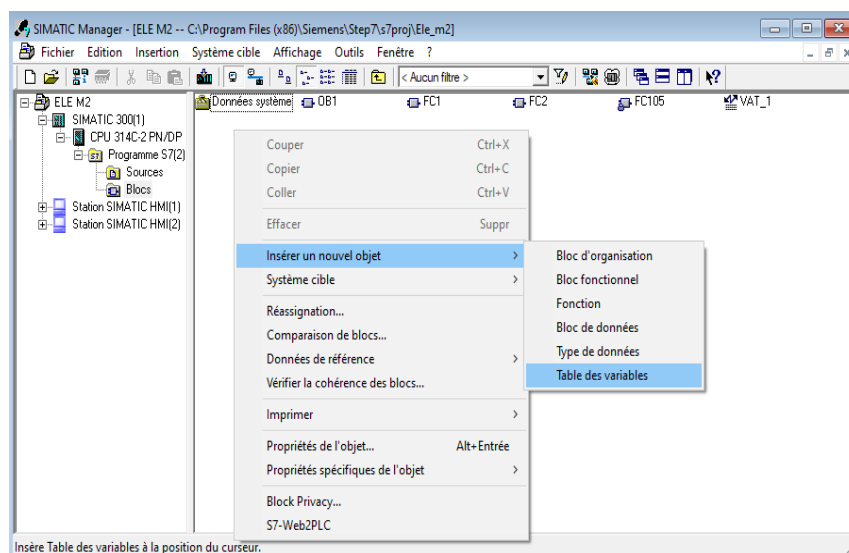 SIMATIC Manager - [ELE M2 -- C:\Program Files (x86)\Siemens\Step7\s7proj\Ele_m2]
Fichier Edition Insertion Système cible Affichage Outils Fenêtre ?
< Aucun filtre >
ELE M2
SIMATIC 300(1)
CPU 314C-2 PN/DP
Programme S7(2)
Sources
Blocs
Station SIMATIC HMI(1)
Station SIMATIC HMI(2)
Données système OB1 FC1 FC2 FC105 VAT_1
Couper Ctrl+X
Copier Ctrl+C
Coller Ctrl+V
Effacer Suppr
Insérer un nouvel objet >
Système cible >
Réassignation...
Comparaison de blocs...
Données de référence >
Vérifier la cohérence des blocs...
Imprimer >
Propriétés de l'objet... Alt+Entrée
Propriétés spécifiques de l'objet >
Block Privacy...
S7-Web2PLC
Bloc d'organisation
Bloc fonctionnel
Fonction
Bloc de données
Type de données
Table des variables
Insère Table des variables à la position du curseur.